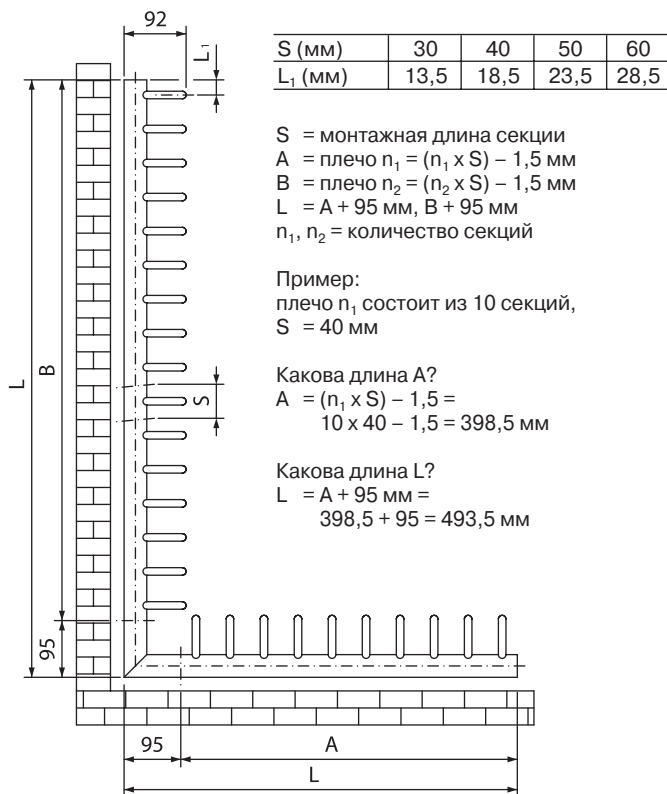 92
L₁
S (мм) 30 40 50 60
L₁ (мм) 13,5 18,5 23,5 28,5
S = монтажная длина секции
A = плечо n₁ = (n₁ x S) – 1,5 мм
B = плечо n₂ = (n₂ x S) – 1,5 мм
L = A + 95 мм, B + 95 мм
n₁, n₂ = количество секций
Пример:
плечо n₁ состоит из 10 секций,
S = 40 мм
Какова длина A?
A = (n₁ x S) – 1,5 =
10 x 40 – 1,5 = 398,5 мм
Какова длина L?
L = A + 95 мм =
398,5 + 95 = 493,5 мм
L
B
S
95
95
A
L